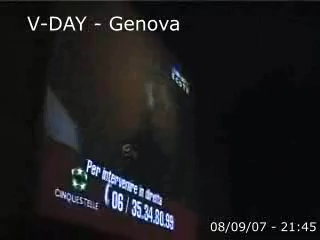 V-DAY - Genova
Per intervenire in diretta
06 / 35.34.80.99
CINQUESTELLE
08/09/07 - 21:45